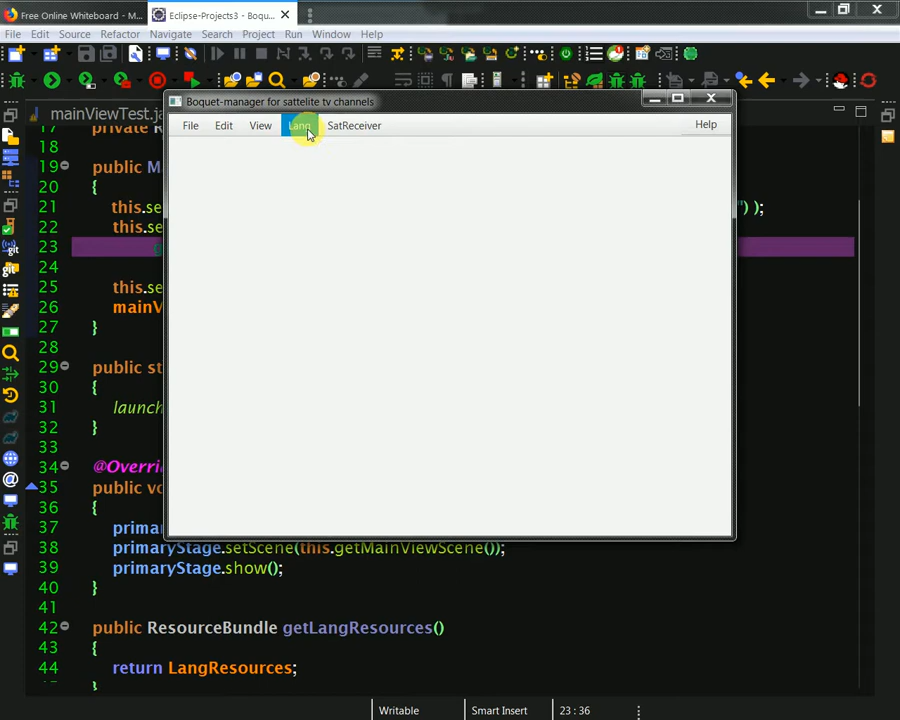 Free Online Whiteboard - M...
Eclipse-Projects3 - Boqu...
File Edit Source Refactor Navigate Search Project Run Window Help
Boquet-manager for sattelite tv channels
mainViewTest.ja
File Edit View Lang SatReceiver Help
17 private R
18
19 public M
20 {
21 this.se ") );
22 this.se
23
24
25 this.se
26 mainV
27 }
28
29 public st
30 {
31 launch
32 }
33
34 @Overri
35 public vo
36 {
37 prima
38 primaryStage.setScene(this.getMainViewScene());
39 primaryStage.show();
40 }
41
42 public ResourceBundle getLangResources()
43 {
44 return LangResources;
}
Writable Smart Insert 23 : 36